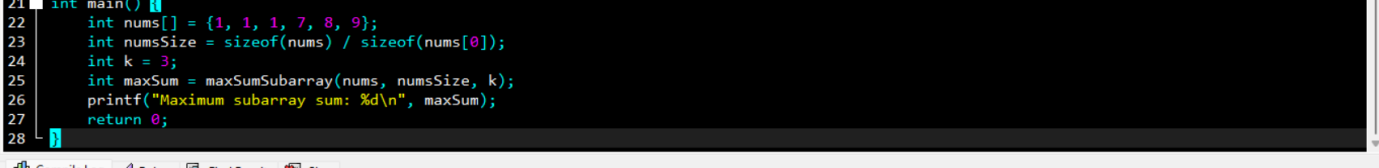 21 int main() {
22 int nums[] = {1, 1, 1, 7, 8, 9};
23 int numsSize = sizeof(nums) / sizeof(nums[0]);
24 int k = 3;
25 int maxSum = maxSumSubarray(nums, numsSize, k);
26 printf("Maximum subarray sum: %d\n", maxSum);
27 return 0;
28 }